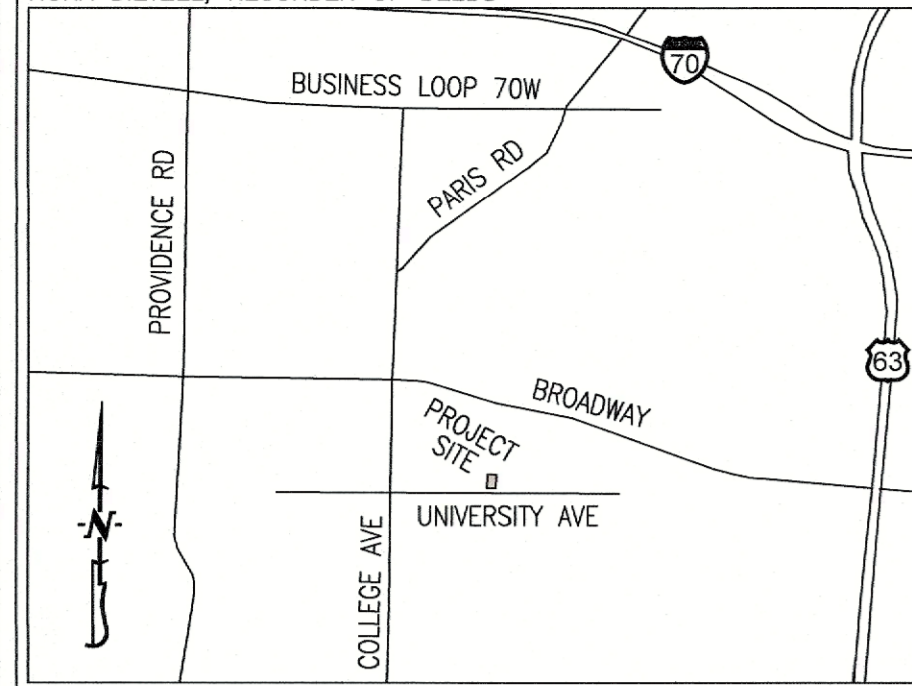 BUSINESS LOOP 70W
70
PROVIDENCE RD
PARIS RD
63
BROADWAY
PROJECT
SITE
-N-
UNIVERSITY AVE
COLLEGE AVE